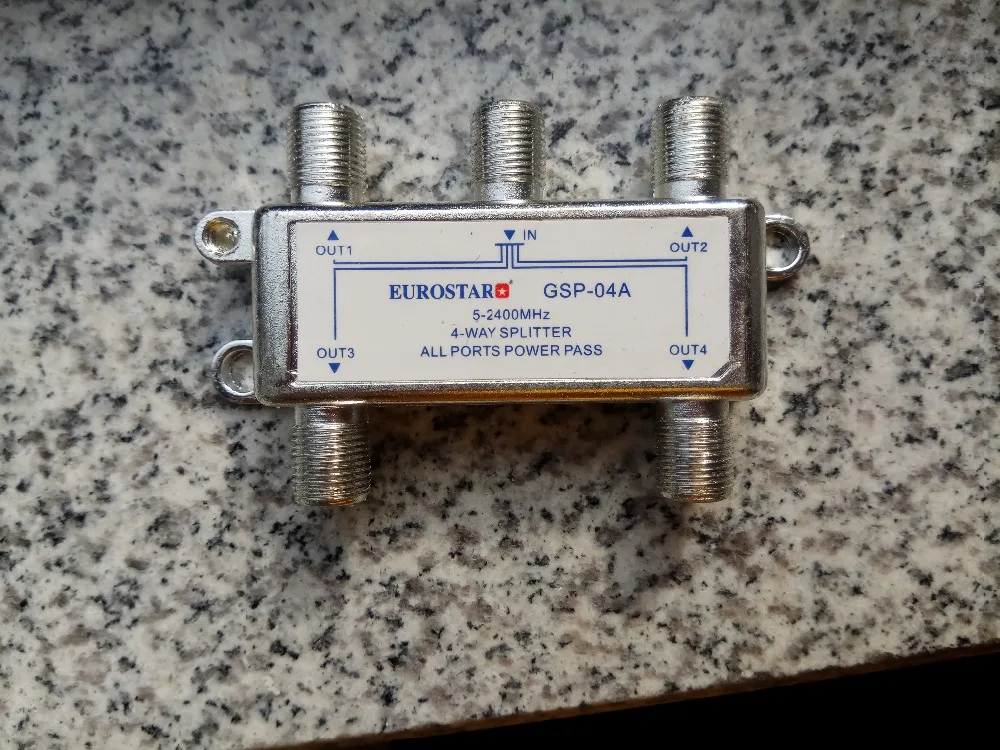 IN
OUT1
OUT2
EUROSTAR GSP-04A
5-2400MHz
4-WAY SPLITTER
ALL PORTS POWER PASS
OUT3
OUT4